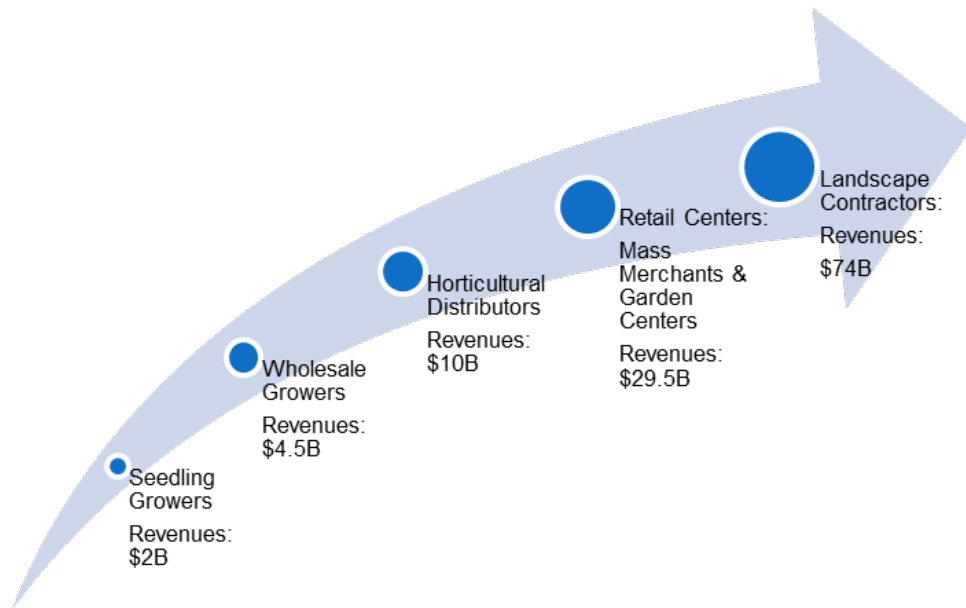 Seedling
Growers
Revenues:
$2B
Wholesale
Growers
Revenues:
$4.5B
Horticultural
Distributors
Revenues:
$10B
Retail Centers:
Mass
Merchants &
Garden
Centers
Revenues:
$29.5B
Landscape
Contractors:
Revenues:
$74B